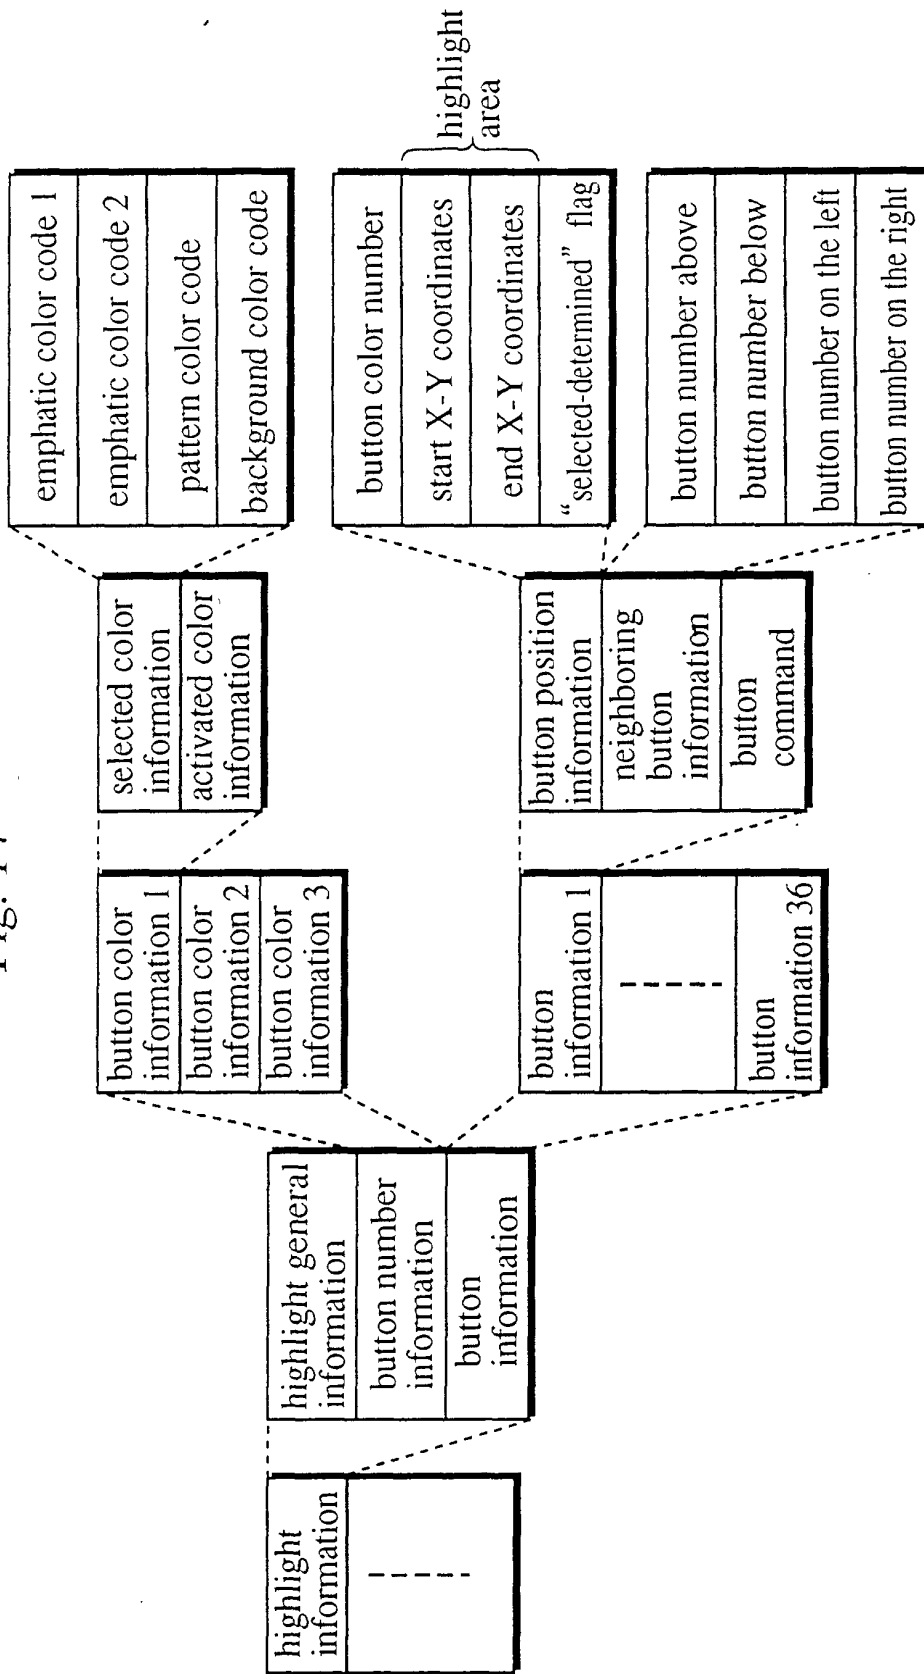 Fig. 17
highlight
information
highlight general
information
button number
information
button
information
button color
information 1
button color
information 2
button color
information 3
button
information 1
button
information 36
selected color
information
activated color
information
button position
information
neighboring
button
information
button
command
emphatic color code 1
emphatic color code 2
pattern color code
background color code
button color number
start X-Y coordinates
end X-Y coordinates
“selected-determined” flag
highlight
area
button number above
button number below
button number on the left
button number on the right